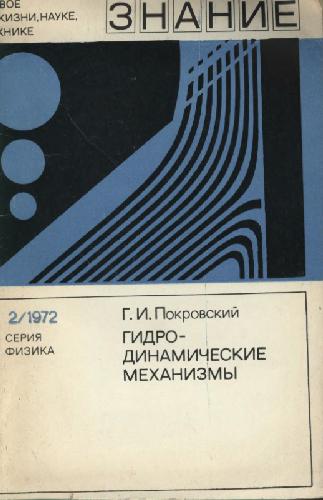 ВОЕ
ЖИЗНИ, НАУКЕ,
ХНИКЕ
ЗНАНИЕ
2/1972
СЕРИЯ
ФИЗИКА
Г. И. Покровский
ГИДРО-
ДИНАМИЧЕСКИЕ
МЕХАНИЗМЫ